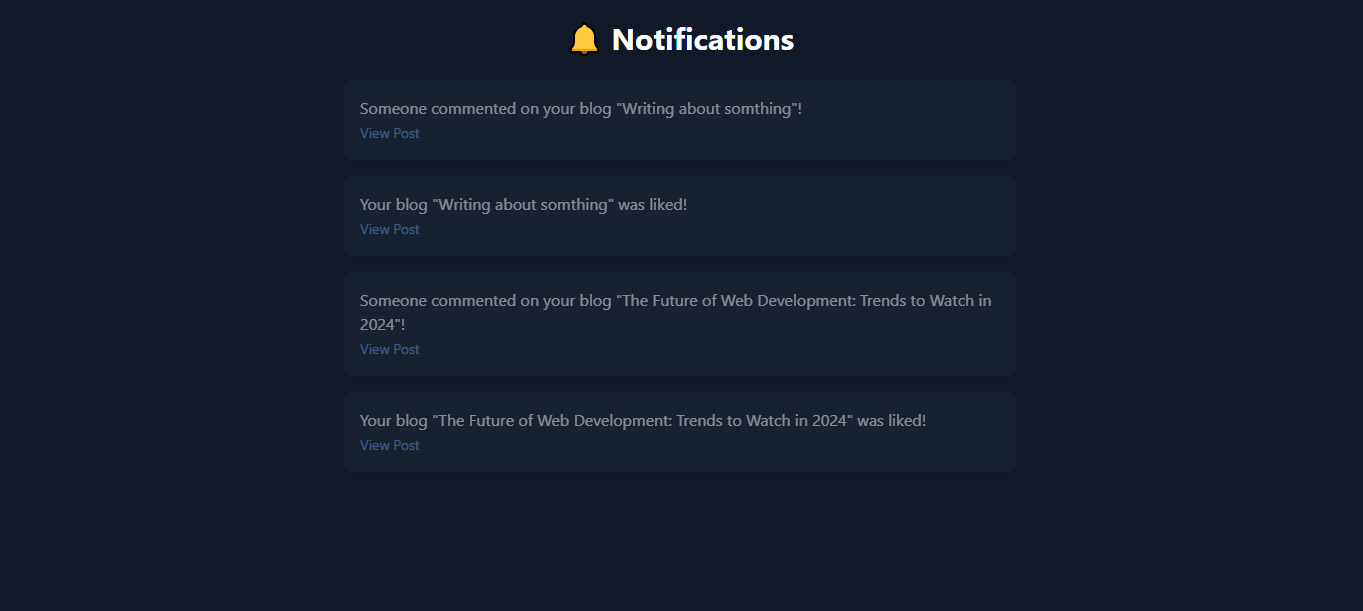 🔔 Notifications
Someone commented on your blog "Writing about somthing"!
View Post
Your blog "Writing about somthing" was liked!
View Post
Someone commented on your blog "The Future of Web Development: Trends to Watch in
2024"!
View Post
Your blog "The Future of Web Development: Trends to Watch in 2024" was liked!
View Post